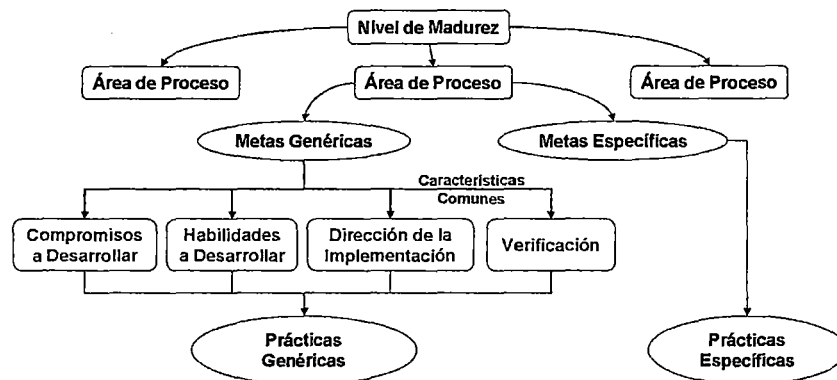 Nivel de Madurez
Área de Proceso
Área de Proceso
Área de Proceso
Metas Genéricas
Metas Específicas
Características
Comunes
Compromisos
a Desarrollar
Habilidades
a Desarrollar
Dirección de la
Implementación
Verificación
Prácticas
Genéricas
Prácticas
Específicas